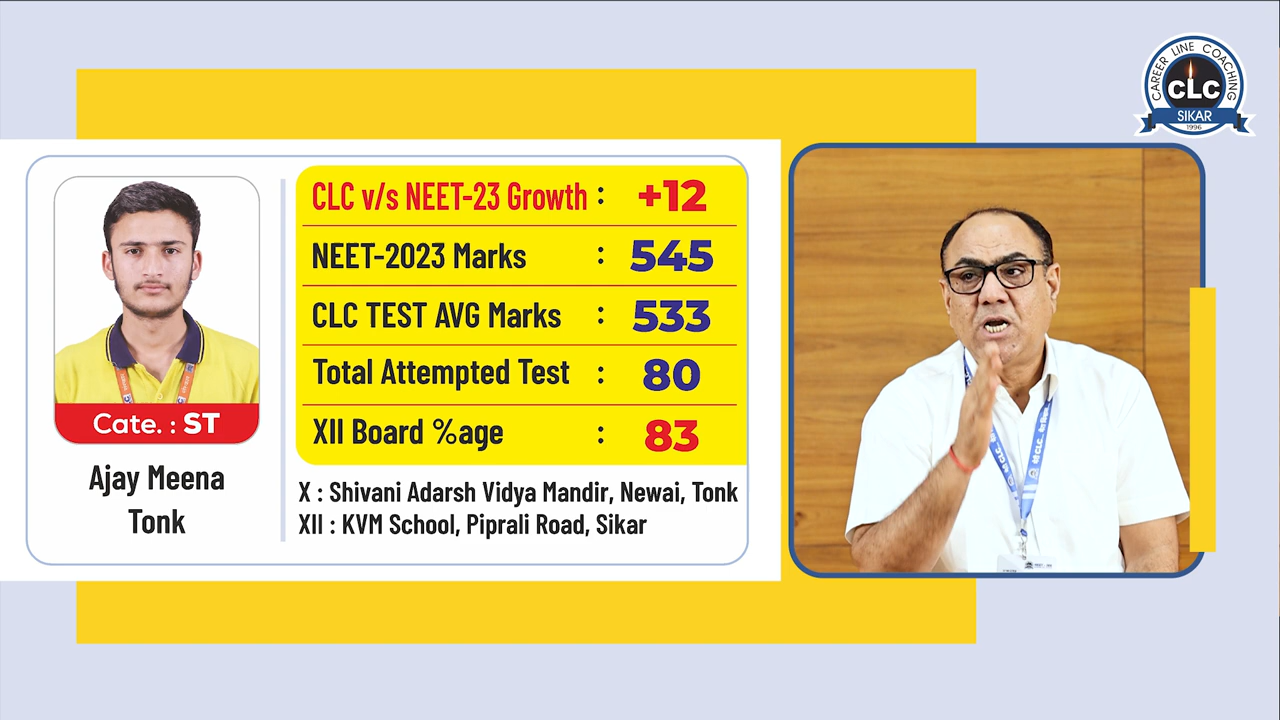 CAREER LINE COACHING
CLC
SIKAR
1996
CLC v/s NEET-23 Growth : +12
NEET-2023 Marks : 545
CLC TEST AVG Marks : 533
Total Attempted Test : 80
XII Board %age : 83
Cate. : ST
Ajay Meena
Tonk
X : Shivani Adarsh Vidya Mandir, Newai, Tonk
XII : KVM School, Piprali Road, Sikar